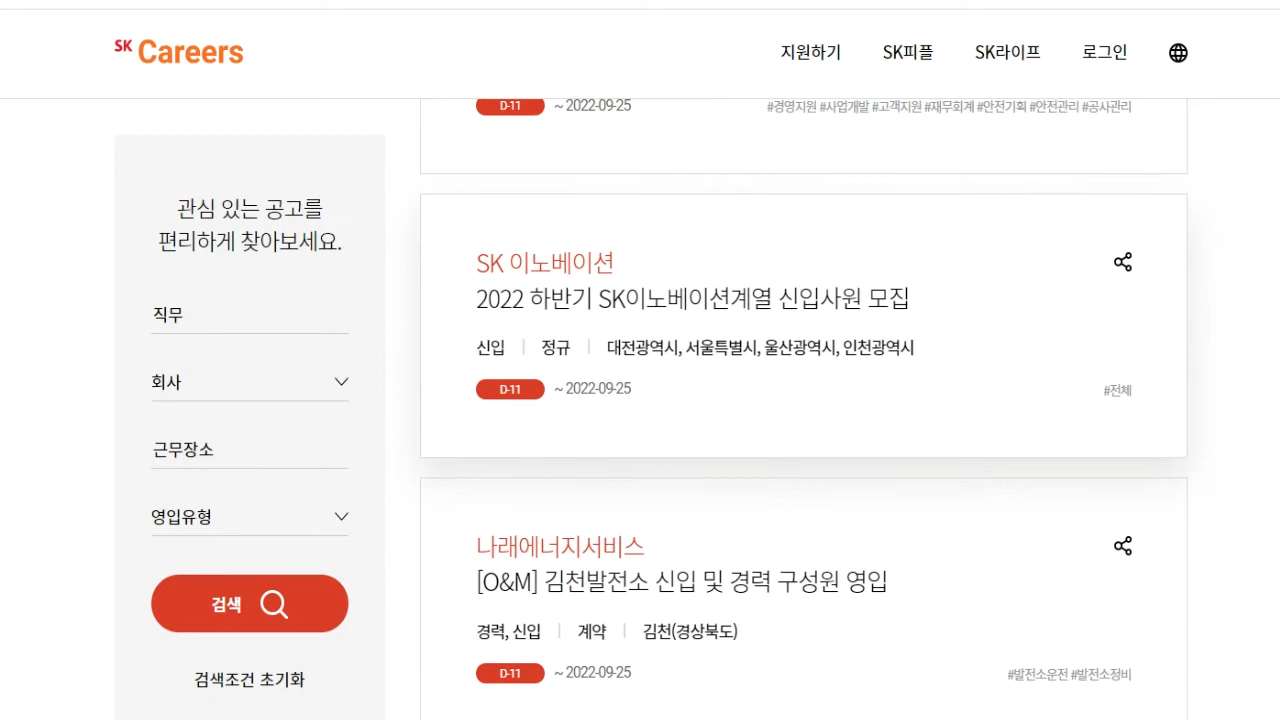 SK Careers
지원하기 SK피플 SK라이프 로그인
D-11 ~ 2022-09-25 #경영지원 #사업개발 #고객지원 #재무회계 #안전기획 #안전관리 #공사관리
관심 있는 공고를
편리하게 찾아보세요.
직무
회사
근무장소
영입유형
검색
검색조건 초기화
SK 이노베이션
2022 하반기 SK이노베이션계열 신입사원 모집
신입 | 정규 | 대전광역시, 서울특별시, 울산광역시, 인천광역시
D-11 ~ 2022-09-25 #전체
나래에너지서비스
[O&M] 김천발전소 신입 및 경력 구성원 영입
경력, 신입 | 계약 | 김천(경상북도)
D-11 ~ 2022-09-25 #발전소운전 #발전소정비